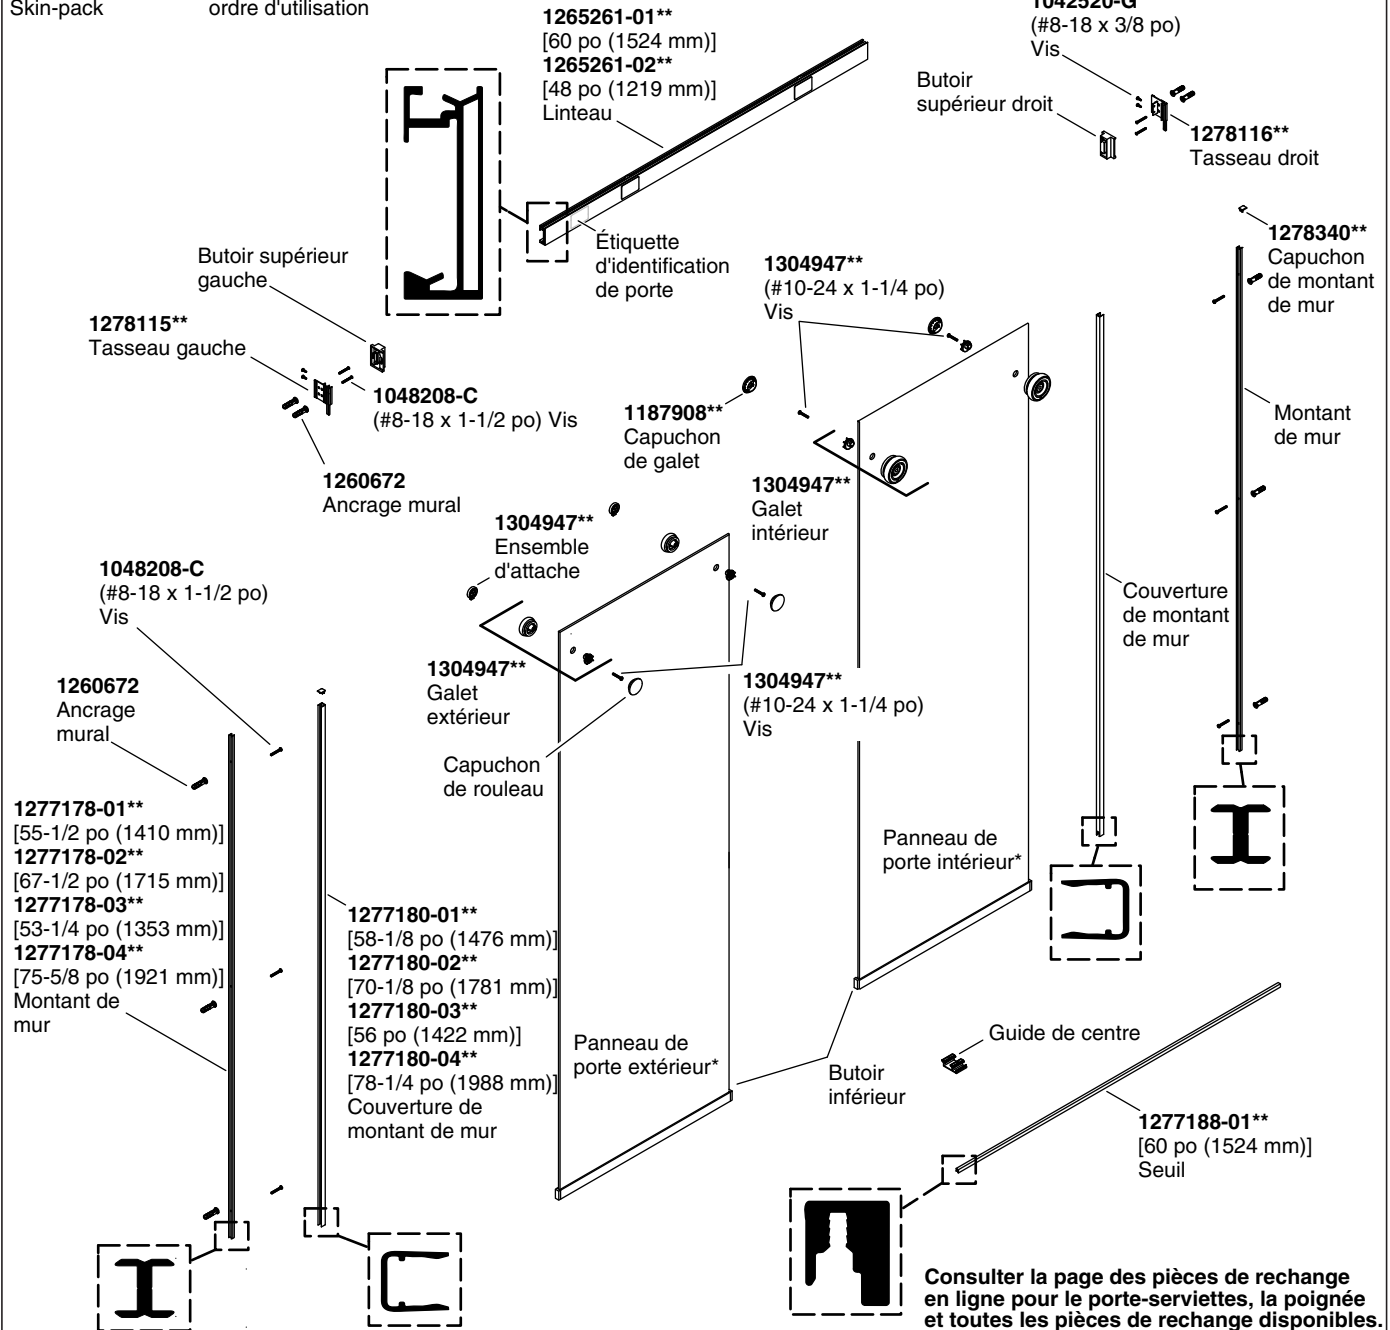 Skin-pack
ordre d'utilisation
1265261-01**
[60 po (1524 mm)]
1265261-02**
[48 po (1219 mm)]
Linteau
1042520-G
(#8-18 x 3/8 po)
Vis
Butoir
supérieur droit
1278116**
Tasseau droit
Étiquette
d'identification
de porte
Butoir supérieur
gauche
1278115**
Tasseau gauche
1048208-C
(#8-18 x 1-1/2 po) Vis
1260672
Ancrage mural
1304947**
(#10-24 x 1-1/4 po)
Vis
1278340**
Capuchon
de montant
de mur
1187908**
Capuchon
de galet
Montant
de mur
1304947**
Galet
intérieur
1304947**
Ensemble
d'attache
1048208-C
(#8-18 x 1-1/2 po)
Vis
Couverture
de montant
de mur
1304947**
Galet
extérieur
1304947**
(#10-24 x 1-1/4 po)
Vis
1260672
Ancrage
mural
Capuchon
de rouleau
1277178-01**
[55-1/2 po (1410 mm)]
1277178-02**
[67-1/2 po (1715 mm)]
1277178-03**
[53-1/4 po (1353 mm)]
1277178-04**
[75-5/8 po (1921 mm)]
Montant de
mur
Panneau de
porte intérieur*
1277180-01**
[58-1/8 po (1476 mm)]
1277180-02**
[70-1/8 po (1781 mm)]
1277180-03**
[56 po (1422 mm)]
1277180-04**
[78-1/4 po (1988 mm)]
Couverture de
montant de mur
Panneau de
porte extérieur*
Guide de centre
Butoir
inférieur
1277188-01**
[60 po (1524 mm)]
Seuil
Consulter la page des pièces de rechange
en ligne pour le porte-serviettes, la poignée
et toutes les pièces de rechange disponibles.